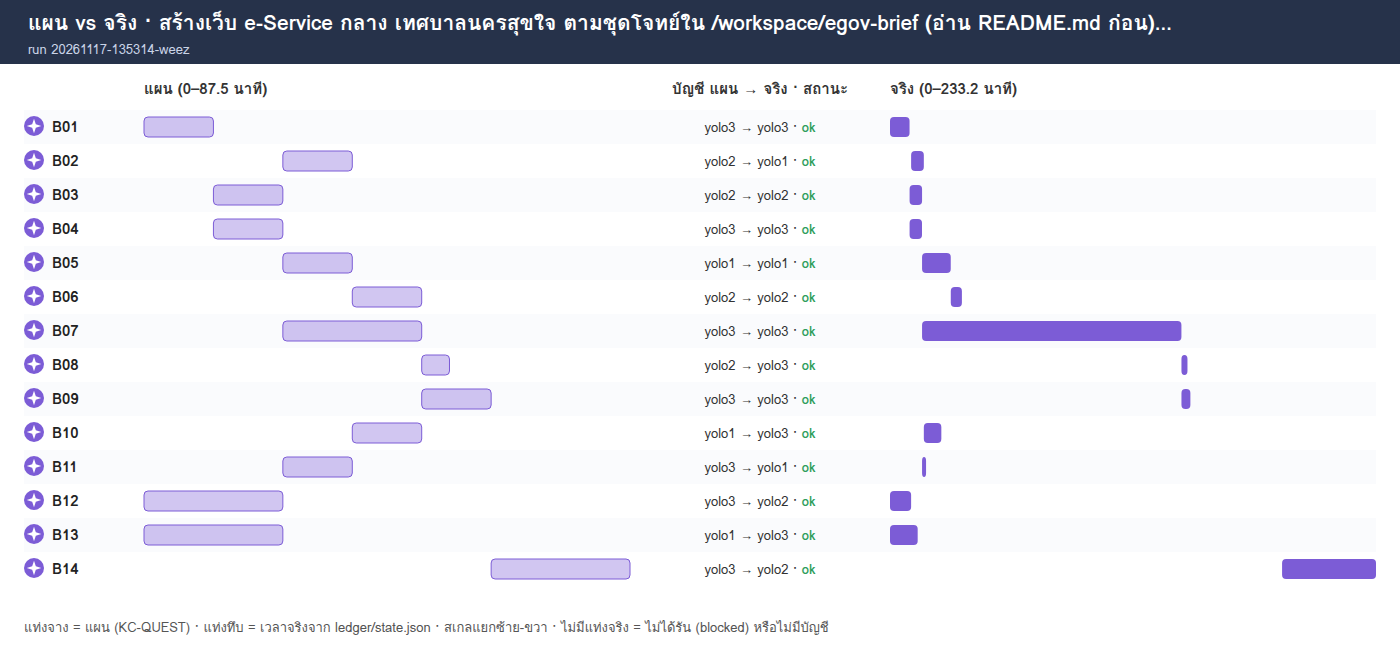 แผน vs จริง · สร้างเว็บ e-Service กลาง เทศบาลนครสุขใจ ตามชุดโจทย์ใน /workspace/egov-brief (อ่าน README.md ก่อน)...
run 20261117-135314-weez
แผน (0–87.5 นาที) บัญชี แผน → จริง · สถานะ จริง (0–233.2 นาที)
B01 yolo3 → yolo3 · ok
B02 yolo2 → yolo1 · ok
B03 yolo2 → yolo2 · ok
B04 yolo3 → yolo3 · ok
B05 yolo1 → yolo1 · ok
B06 yolo2 → yolo2 · ok
B07 yolo3 → yolo3 · ok
B08 yolo2 → yolo3 · ok
B09 yolo3 → yolo3 · ok
B10 yolo1 → yolo3 · ok
B11 yolo3 → yolo1 · ok
B12 yolo3 → yolo2 · ok
B13 yolo1 → yolo3 · ok
B14 yolo3 → yolo2 · ok
แท่งจาง = แผน (KC-QUEST) · แท่งทึบ = เวลาจริงจาก ledger/state.json · สเกลแยกซ้าย-ขวา · ไม่มีแท่งจริง = ไม่ได้รัน (blocked) หรือไม่มีบัญชี